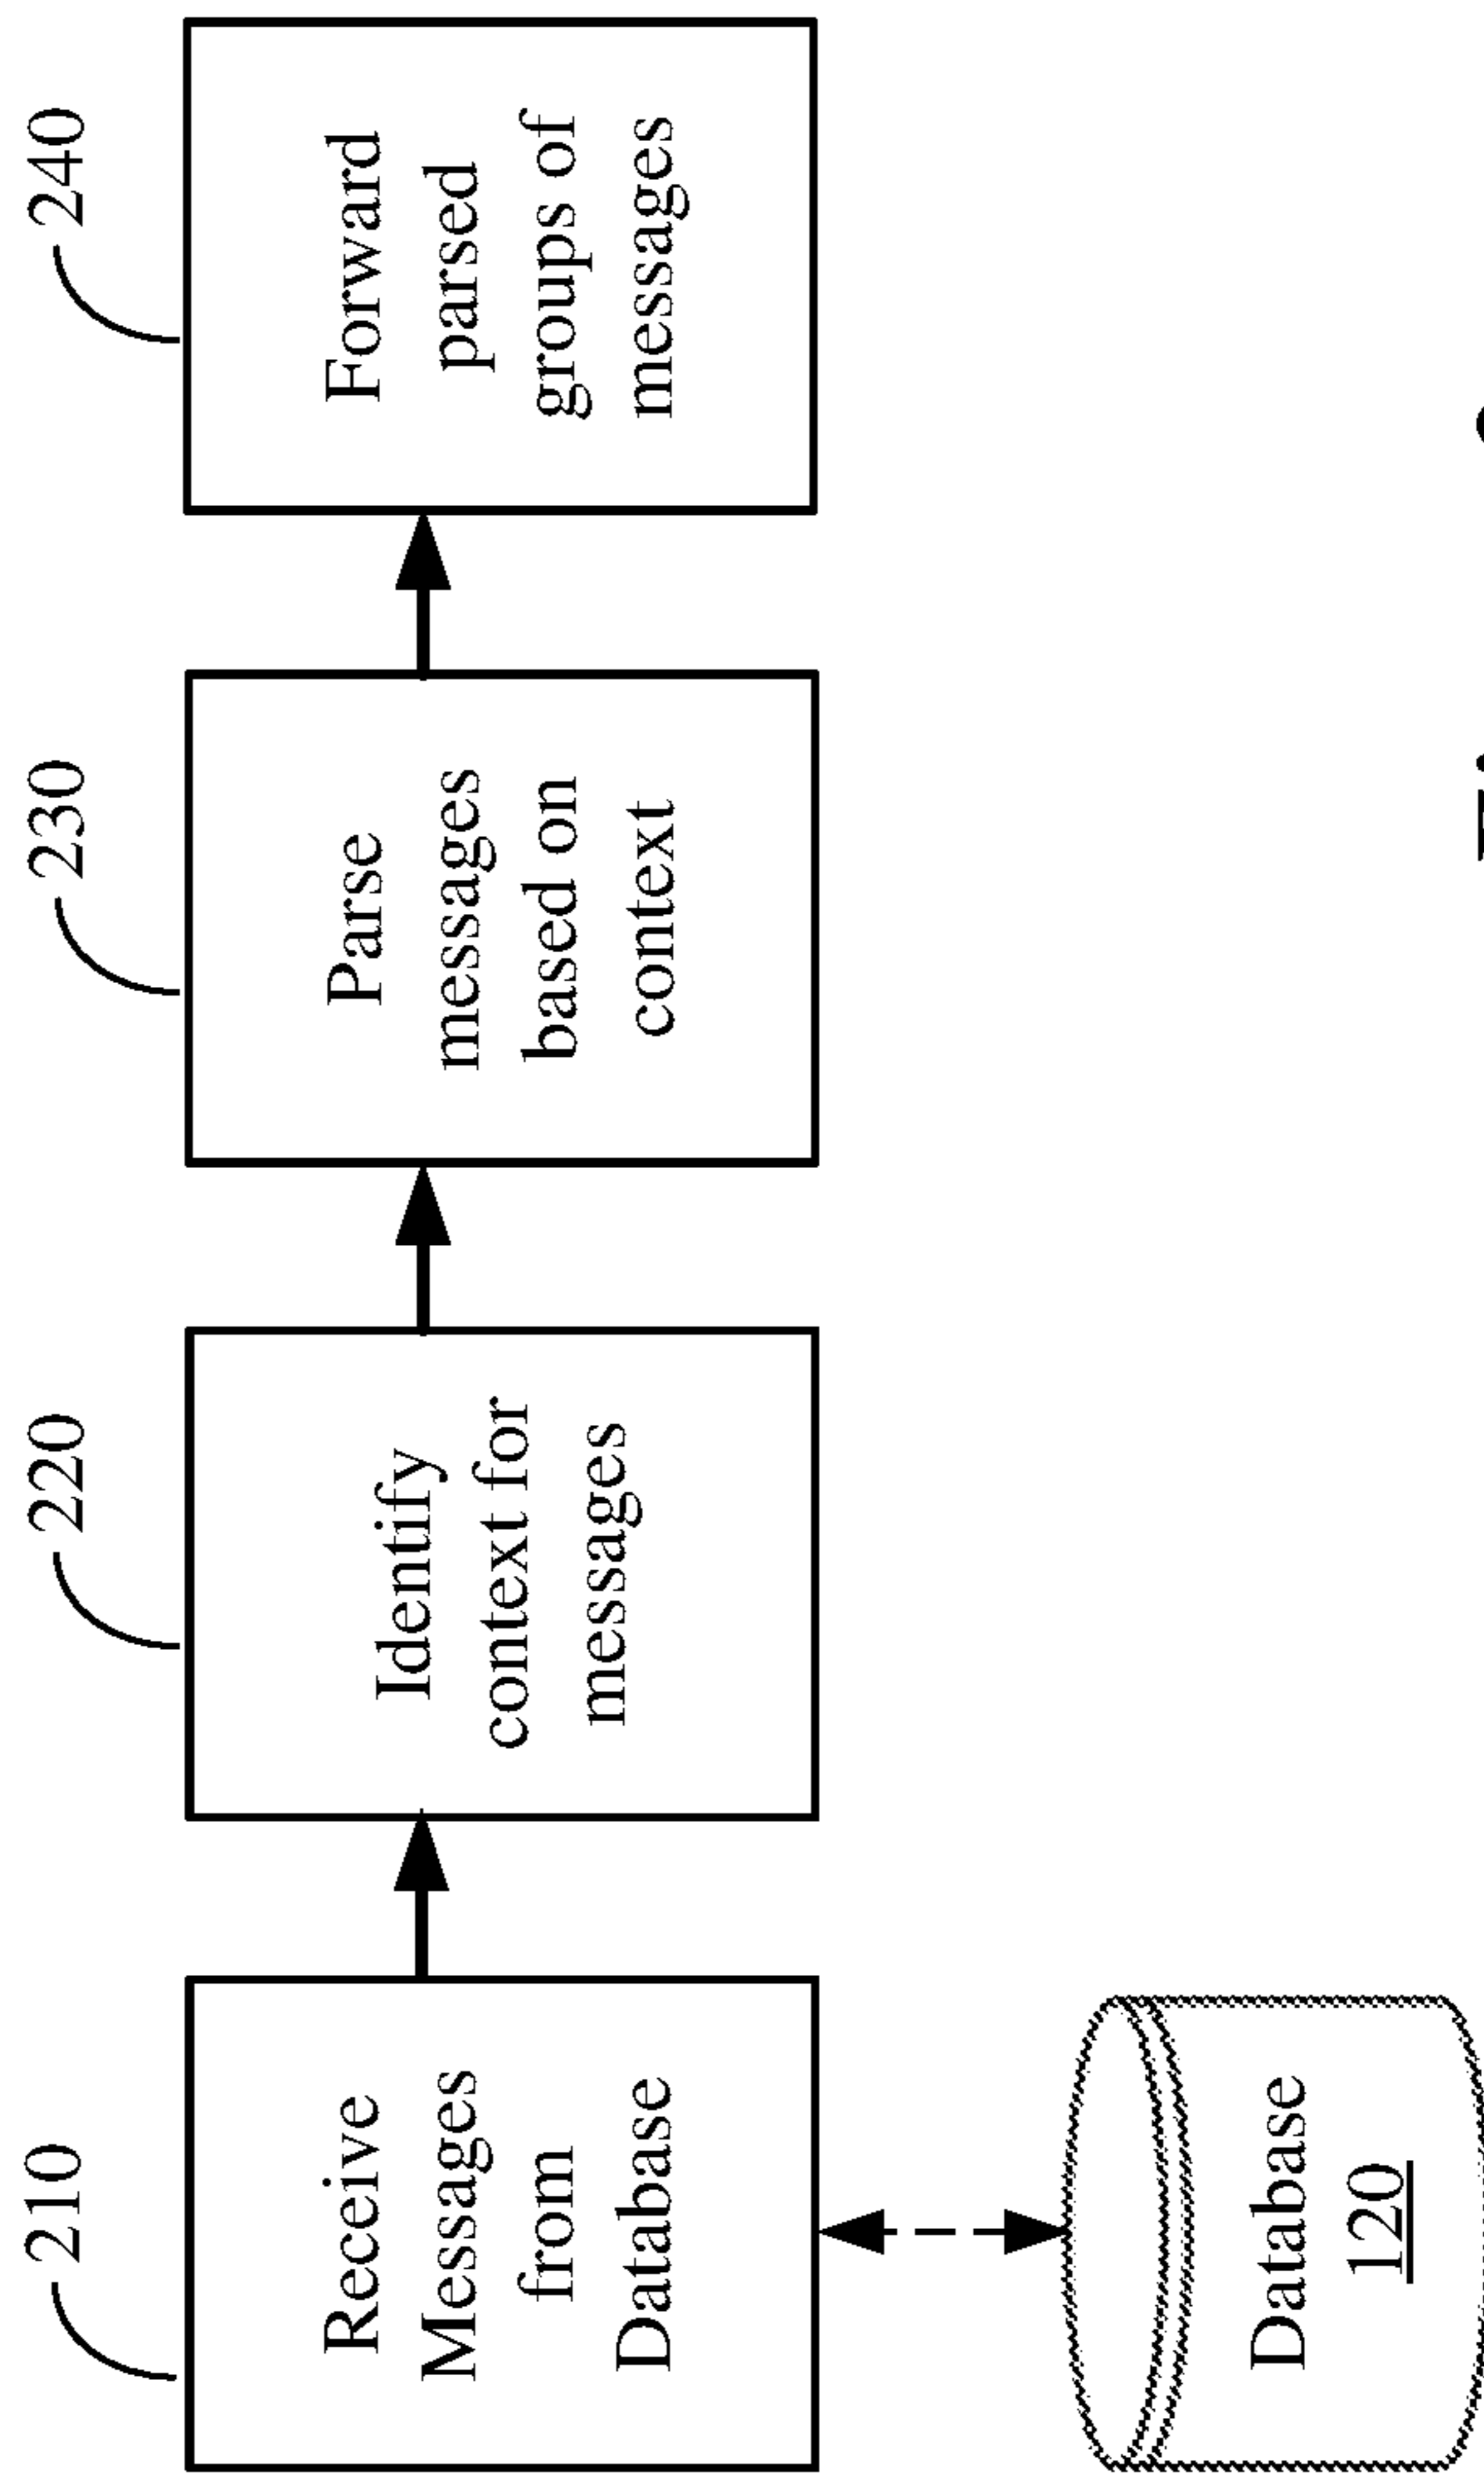 210
Receive
Messages
from
Database
220
Identify
context for
messages
230
Parse
messages
based on
context
240
Forward
parsed
groups of
messages
Database
120